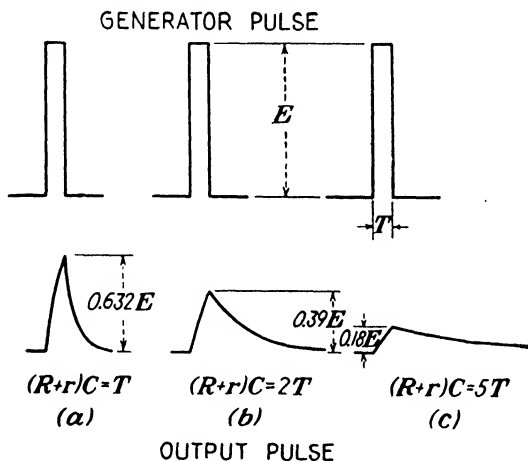 GENERATOR PULSE
E
T
0.632E
0.39E
0.18E
(R+r)C=T
(R+r)C=2T
(R+r)C=5T
(a)
(b)
(c)
OUTPUT PULSE